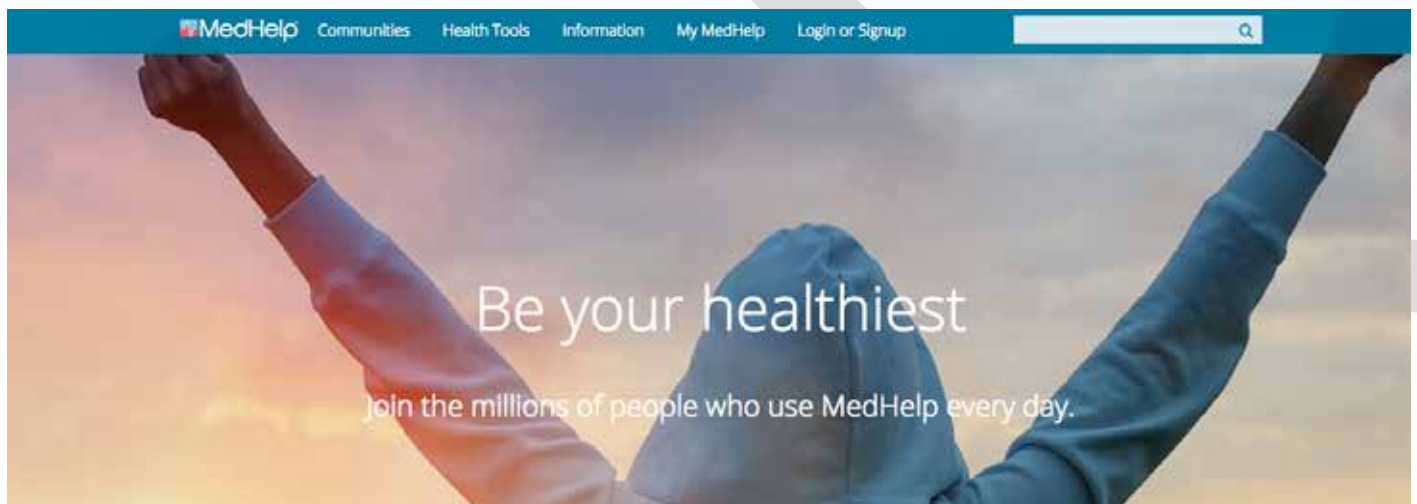 MedHelp Communities Health Tools Information My MedHelp Login or Signup
Be your healthiest
Join the millions of people who use MedHelp every day.